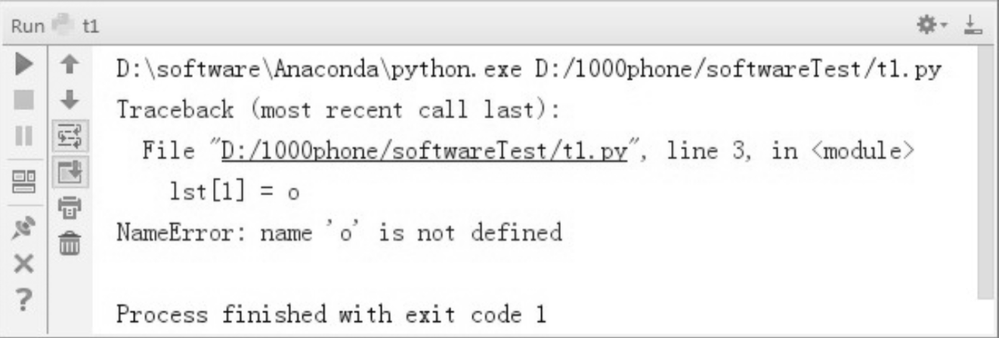 Run t1
D:\software\Anaconda\python.exe D:/1000phone/softwareTest/t1.py
Traceback (most recent call last):
  File "D:/1000phone/softwareTest/t1.py", line 3, in <module>
    lst[1] = o
NameError: name 'o' is not defined
Process finished with exit code 1